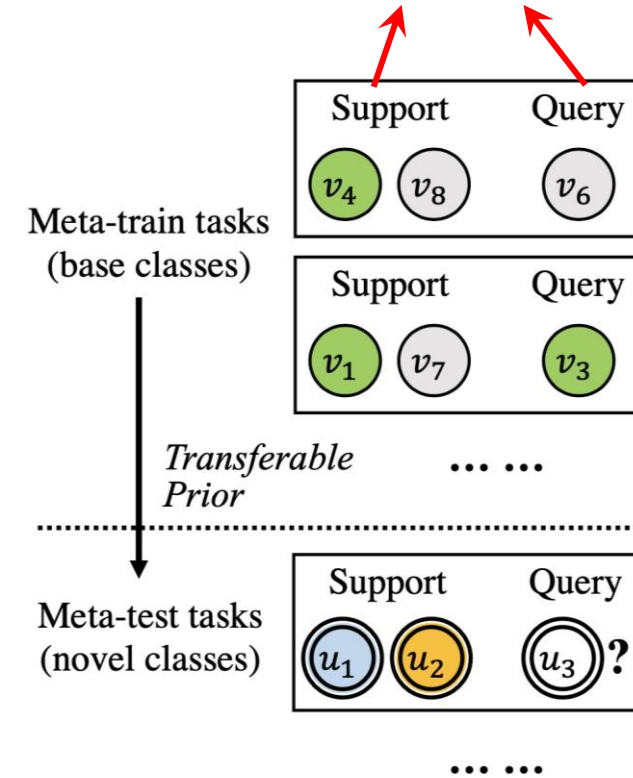 Support Query
v₄ v₈ v₆
Meta-train tasks
(base classes)
Support Query
v₁ v₇ v₃
Transferable
Prior
... ...
Support Query
Meta-test tasks
(novel classes)
u₁ u₂ u₃ ?
... ...